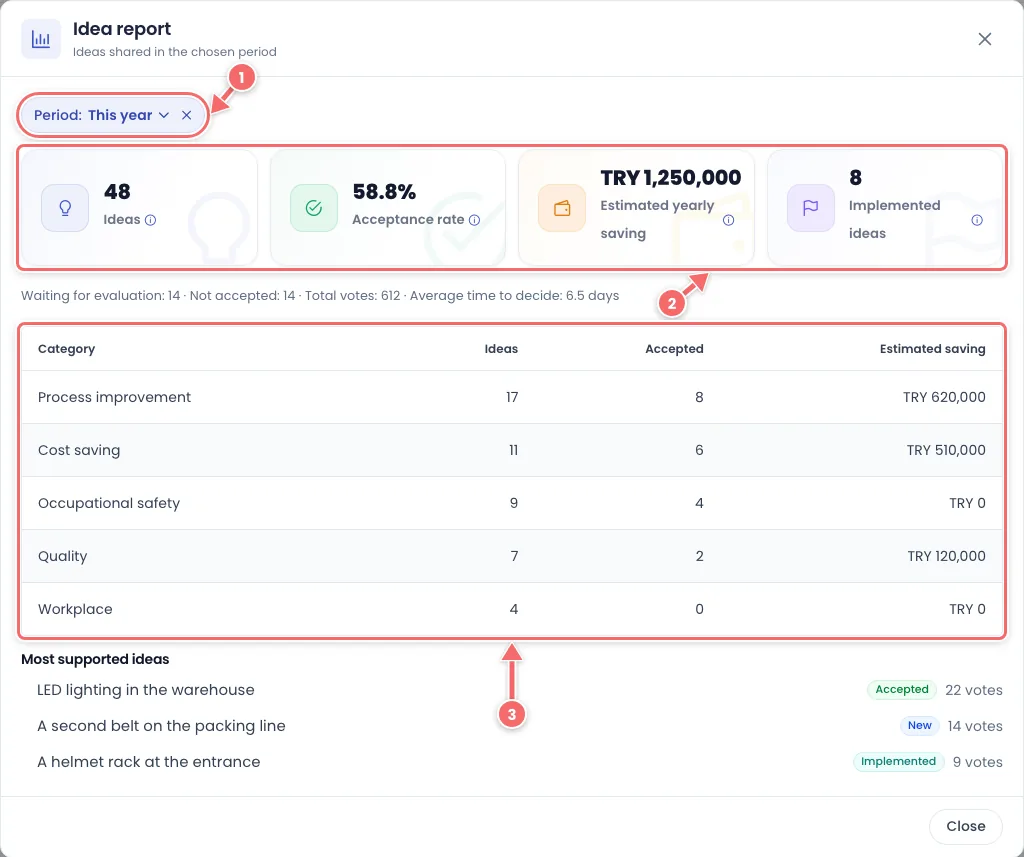 Idea report
Ideas shared in the chosen period
1
Period: This year
48
Ideas
58.8%
Acceptance rate
TRY 1,250,000
Estimated yearly
saving
8
Implemented
ideas
Waiting for evaluation: 14 · Not accepted: 14 · Total votes: 612 · Average time to decide: 6.5 days
2
Category Ideas Accepted Estimated saving
Process improvement 17 8 TRY 620,000
Cost saving 11 6 TRY 510,000
Occupational safety 9 4 TRY 0
Quality 7 2 TRY 120,000
Workplace 4 0 TRY 0
Most supported ideas
LED lighting in the warehouse Accepted 22 votes
3
A second belt on the packing line New 14 votes
A helmet rack at the entrance Implemented 9 votes
Close